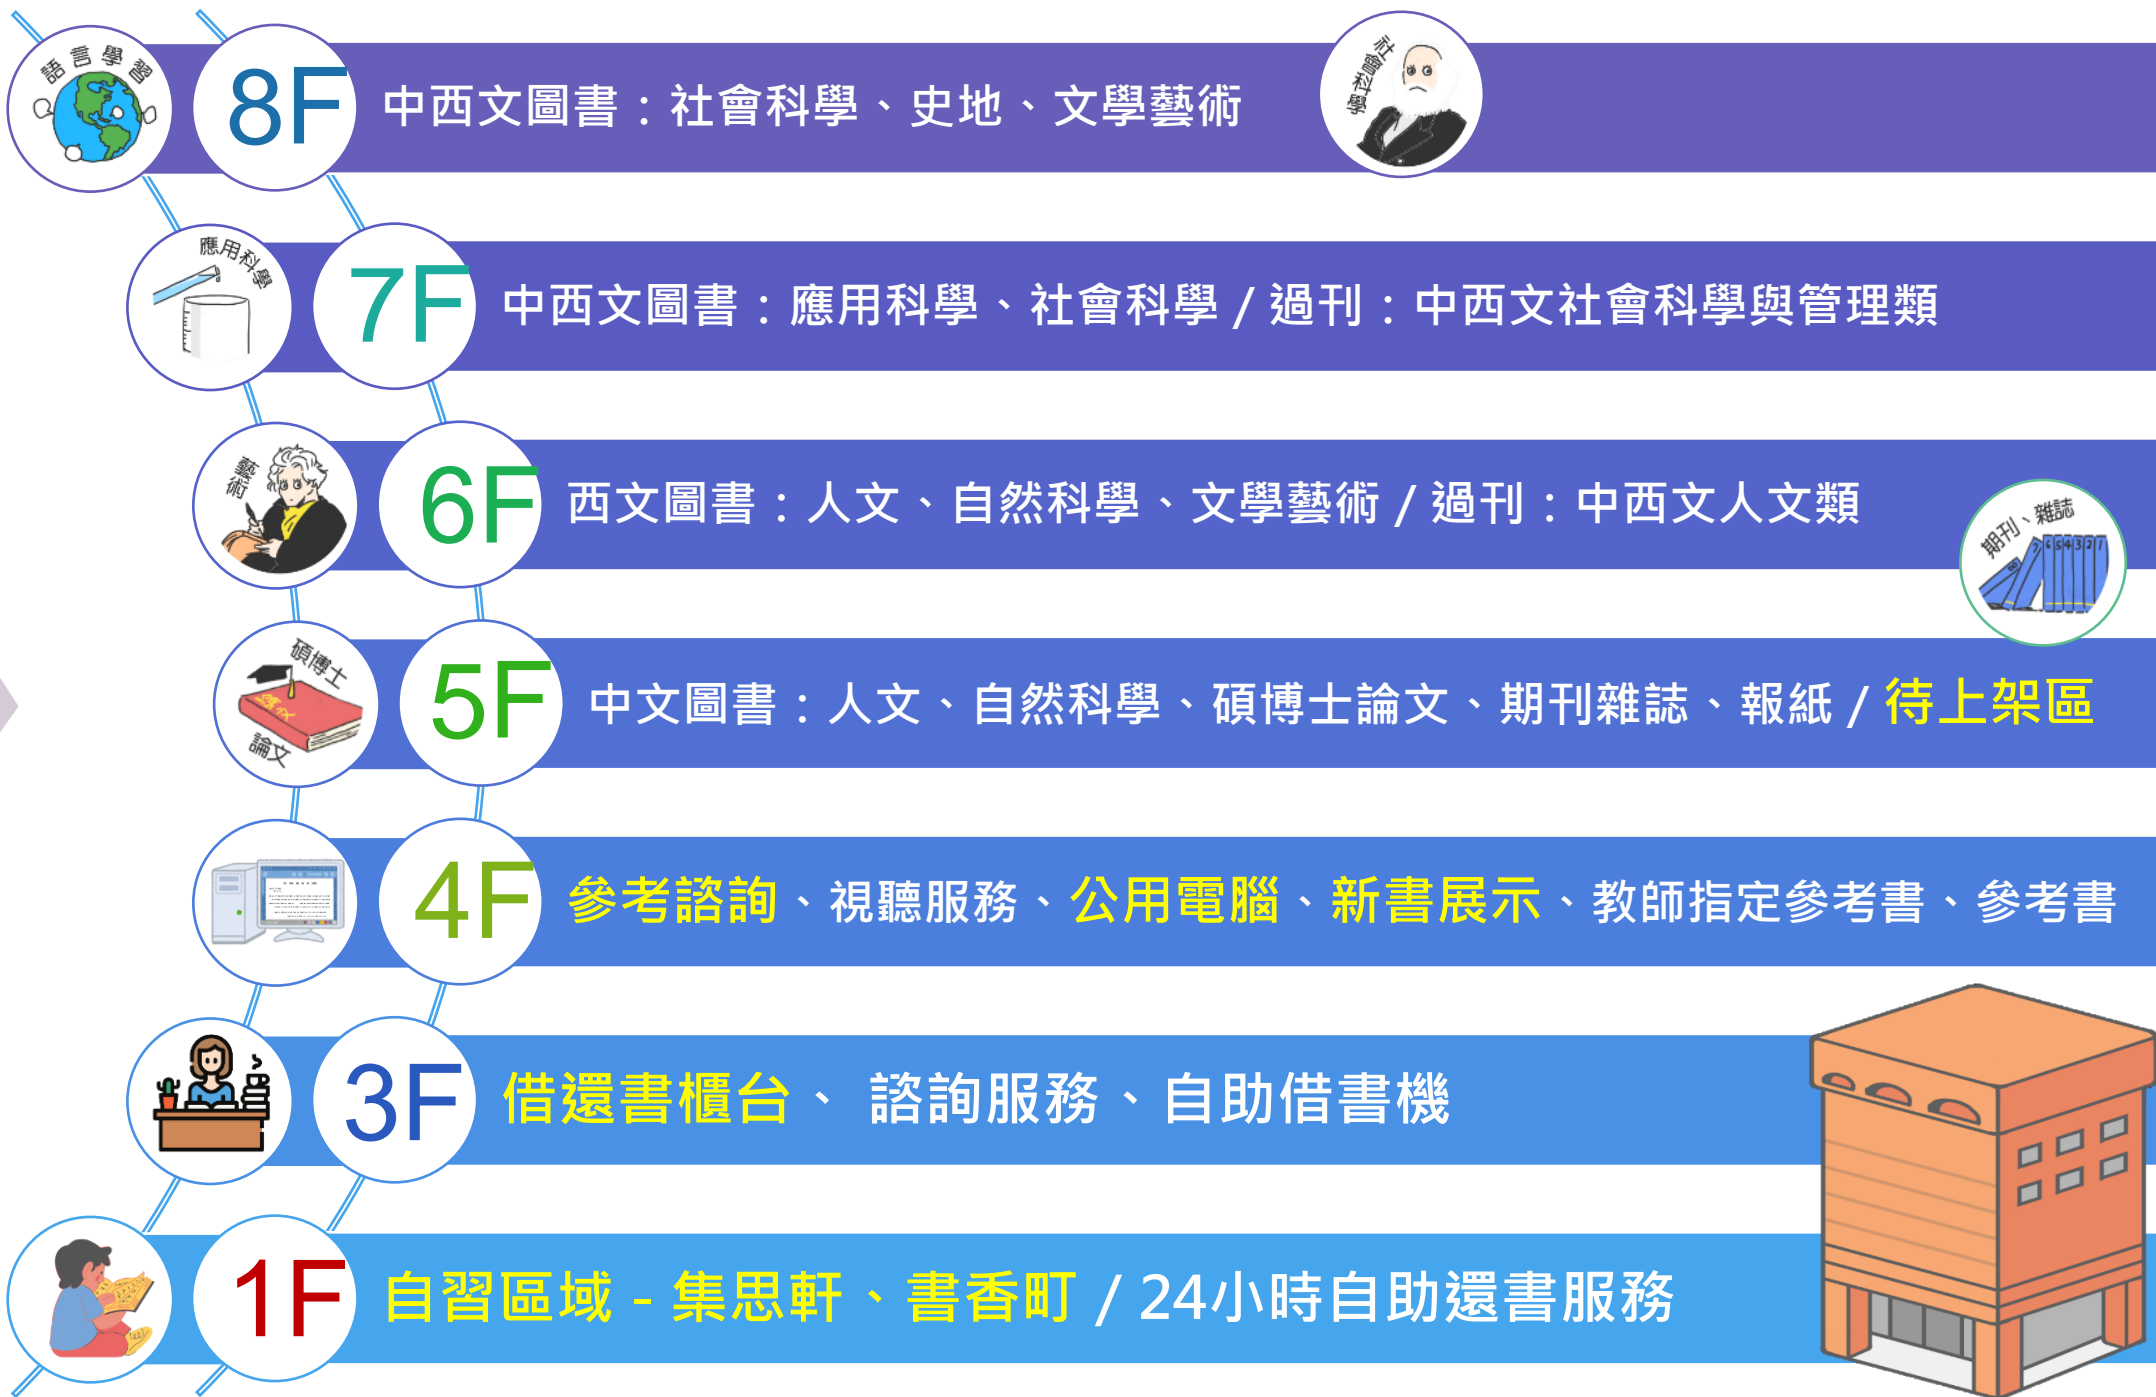 語言學習
8F
中西文圖書：社會科學、史地、文學藝術
社會科學
應用科學
7F
中西文圖書：應用科學、社會科學 / 過刊：中西文社會科學與管理類
藝術
6F
西文圖書：人文、自然科學、文學藝術 / 過刊：中西文人文類
期刊、雜誌
7 6 5 4 3 2 1
碩博士
論文
5F
中文圖書：人文、自然科學、碩博士論文、期刊雜誌、報紙 / 待上架區
4F
參考諮詢、視聽服務、公用電腦、新書展示、教師指定參考書、參考書
3F
借還書櫃台、 諮詢服務、自助借書機
1F
自習區域 - 集思軒、書香町 / 24小時自助還書服務